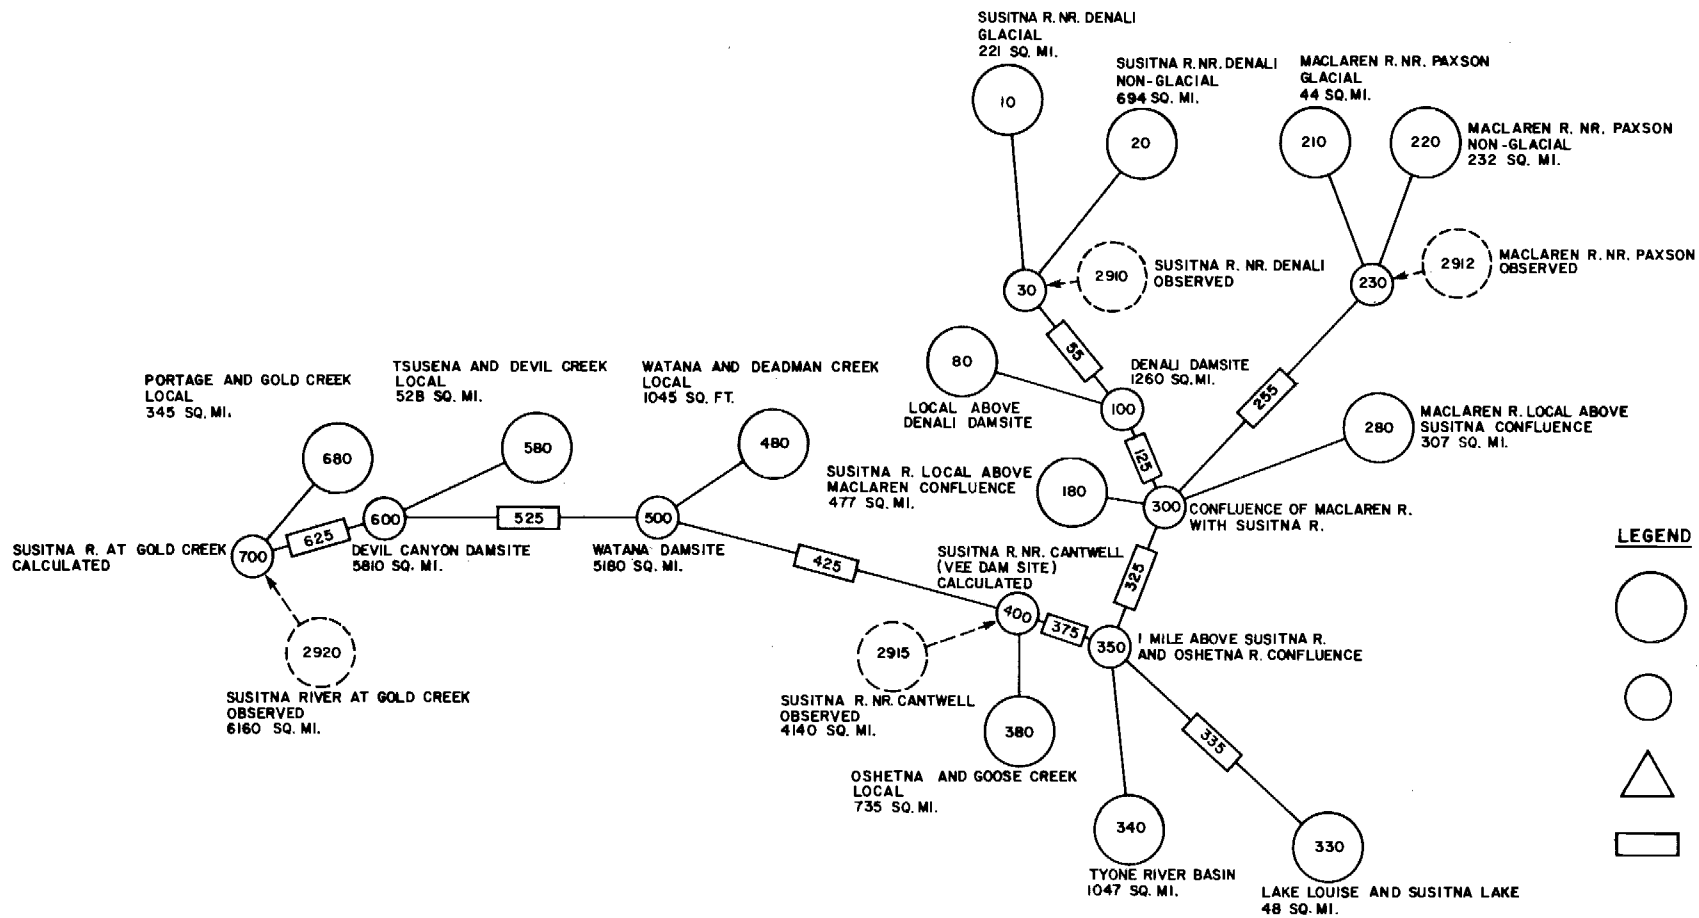 SUSITNA R. NR. DENALI
GLACIAL
221 SQ. MI.
10
SUSITNA R. NR. DENALI
NON-GLACIAL
694 SQ. MI.
20
MACLAREN R. NR. PAXSON
GLACIAL
44 SQ. MI.
210
220
MACLAREN R. NR. PAXSON
NON-GLACIAL
232 SQ. MI.
30
2910
SUSITNA R. NR. DENALI
OBSERVED
230
2912
MACLAREN R. NR. PAXSON
OBSERVED
55
80
LOCAL ABOVE
DENALI DAMSITE
DENALI DAMSITE
1260 SQ. MI.
100
255
125
280
MACLAREN R. LOCAL ABOVE
SUSITNA CONFLUENCE
307 SQ. MI.
PORTAGE AND GOLD CREEK
LOCAL
345 SQ. MI.
680
TSUSENA AND DEVIL CREEK
LOCAL
528 SQ. MI.
580
WATANA AND DEADMAN CREEK
LOCAL
1045 SQ. FT.
480
SUSITNA R. LOCAL ABOVE
MACLAREN CONFLUENCE
477 SQ. MI.
180
300
CONFLUENCE OF MACLAREN R.
WITH SUSITNA R.
SUSITNA R. AT GOLD CREEK
CALCULATED
700
625
600
DEVIL CANYON DAMSITE
5810 SQ. MI.
525
500
WATANA DAMSITE
5180 SQ. MI.
425
SUSITNA R. NR. CANTWELL
(VEE DAM SITE)
CALCULATED
400
375
325
350
1 MILE ABOVE SUSITNA R.
AND OSHETNA R. CONFLUENCE
2920
SUSITNA RIVER AT GOLD CREEK
OBSERVED
6160 SQ. MI.
2915
SUSITNA R. NR. CANTWELL
OBSERVED
4140 SQ. MI.
380
OSHETNA AND GOOSE CREEK
LOCAL
735 SQ. MI.
335
340
TYONE RIVER BASIN
1047 SQ. MI.
330
LAKE LOUISE AND SUSITNA LAKE
48 SQ. MI.
LEGEND